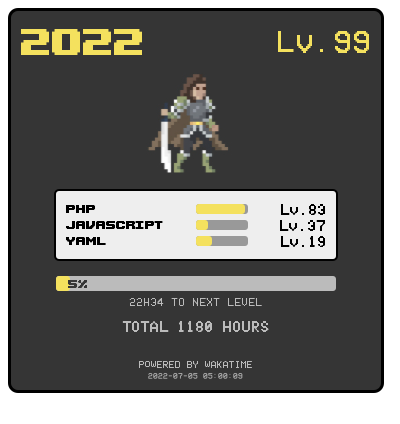 2022 Lv.99
PHP Lv.83
JAVASCRIPT Lv.37
YAML Lv.19
5%
22H34 TO NEXT LEVEL
TOTAL 1180 HOURS
POWERED BY WAKATIME
2022-07-05 05:00:09